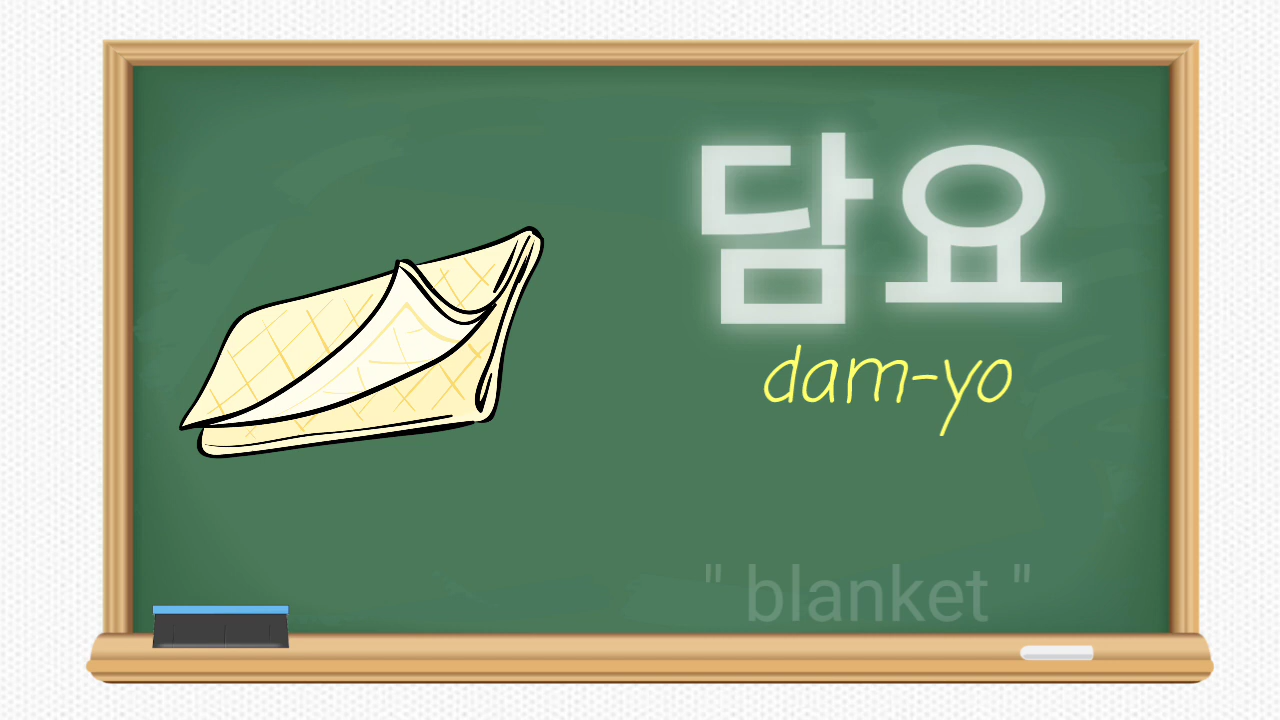 담요
dam-yo
" blanket "